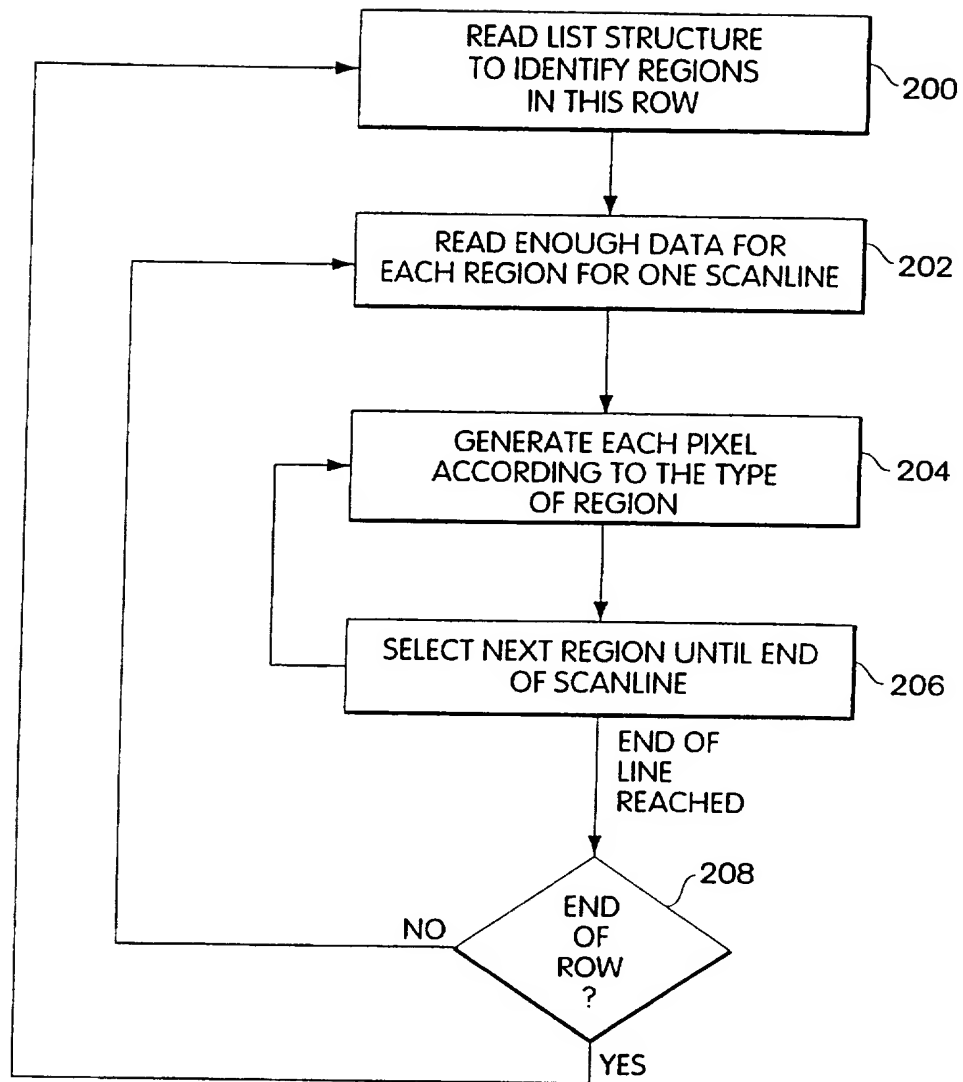 READ LIST STRUCTURE
TO IDENTIFY REGIONS
IN THIS ROW
200
READ ENOUGH DATA FOR
EACH REGION FOR ONE SCANLINE
202
GENERATE EACH PIXEL
ACCORDING TO THE TYPE
OF REGION
204
SELECT NEXT REGION UNTIL END
OF SCANLINE
206
END OF
LINE
REACHED
208
END
OF
ROW
?
NO
YES